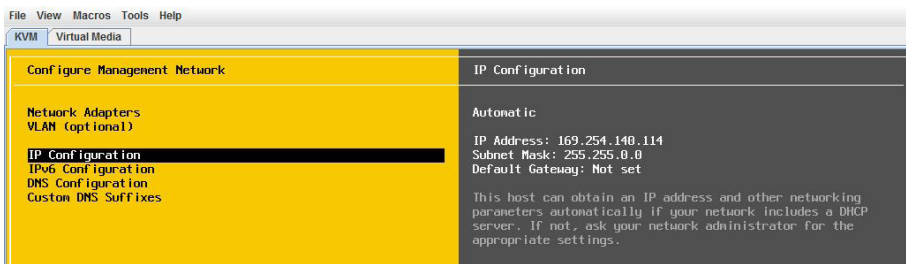 File View Macros Tools Help
KVM Virtual Media
Configure Management Network
Network Adapters
VLAN (optional)
IP Configuration
IPv6 Configuration
DNS Configuration
Custom DNS Suffixes
IP Configuration
Automatic
IP Address: 169.254.140.114
Subnet Mask: 255.255.0.0
Default Gateway: Not set
This host can obtain an IP address and other networking
parameters automatically if your network includes a DHCP
server. If not, ask your network administrator for the
appropriate settings.